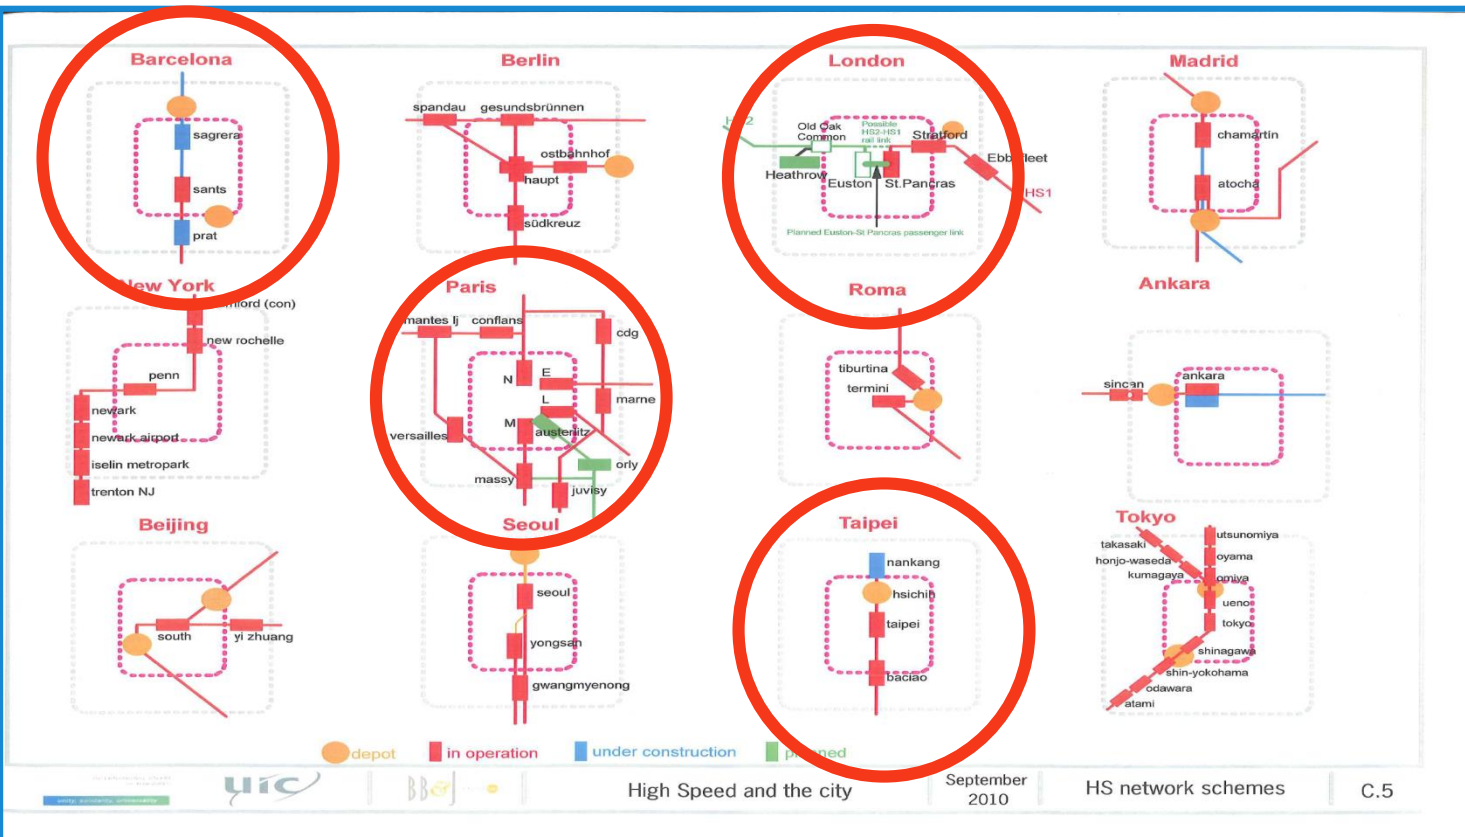 Barcelona
sagrera
sants
prat
Berlin
spandau
gesundsbrünnen
ostbahnhof
haupt
südkreuz
London
Old Oak
Common
Possible
HS2-HS1
rail link
Stratford
Heathrow
Euston
St.Pancras
HS1
Planned Euston-St Pancras passenger link
Madrid
chamartin
atocha
New York
new rochelle
penn
newark
newark airport
iselin metropark
trenton NJ
Paris
mantes lj
conflans
cdg
N
E
L
marne
M
austerlitz
versailles
orly
massy
juvisy
Roma
tiburtina
termini
Ankara
sincan
ankara
Beijing
south
yi zhuang
Seoul
seoul
yongsan
gwangmyenong
Taipei
nankang
hsichih
taipei
baciao
Tokyo
takasaki
honjo-waseda
kumagaya
utsunomiya
oyama
omiya
ueno
tokyo
shinagawa
shin-yokohama
odawara
atami
depot
in operation
under construction
planned
uic
BB&J
High Speed and the city
September
2010
HS network schemes
C.5